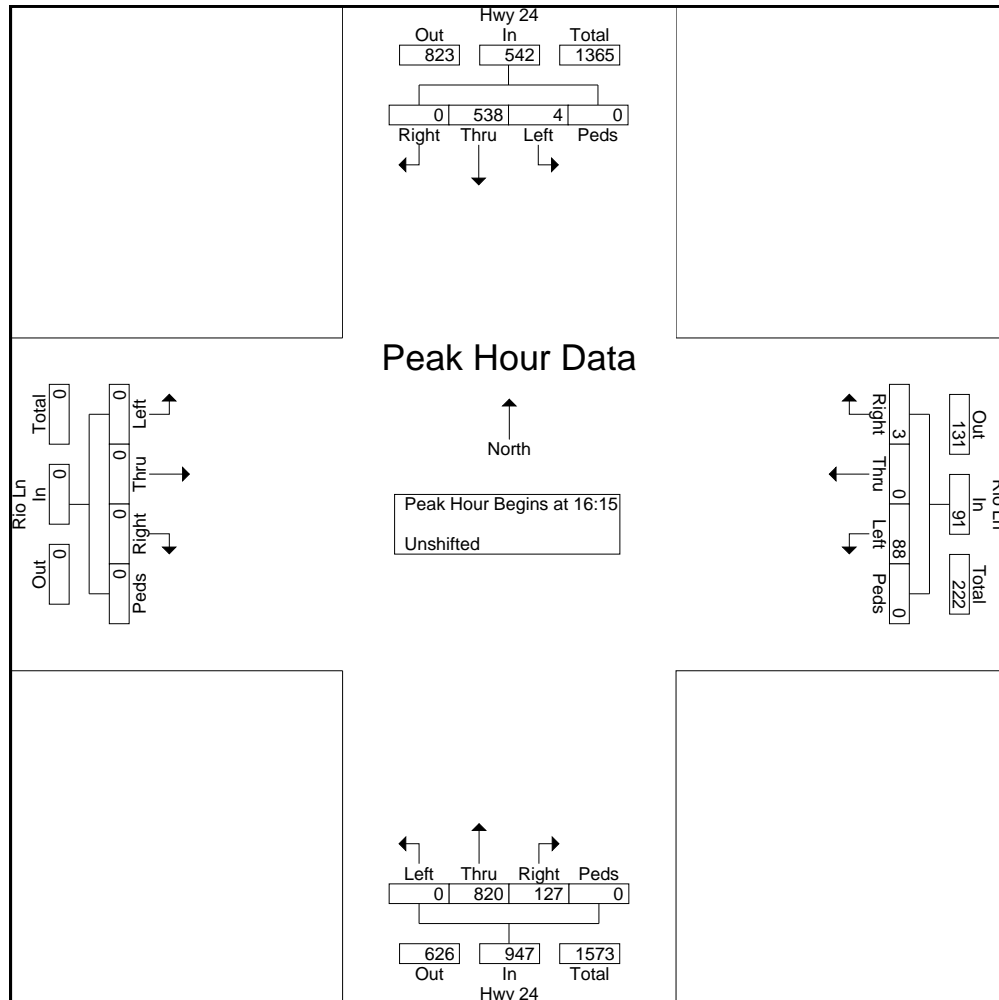 Hwy 24
Out In Total
823 542 1365
0 538 4 0
Right Thru Left Peds
Peak Hour Data
North
Peak Hour Begins at 16:15
Unshifted
Rio Ln
Total In Out
0 0 0
0 0 0 0
Left Thru Right Peds
Right Thru Left Peds
3 0 88 0
131 91 222
Out In Total
Rio Ln
Left Thru Right Peds
0 820 127 0
626 947 1573
Out In Total
Hwy 24